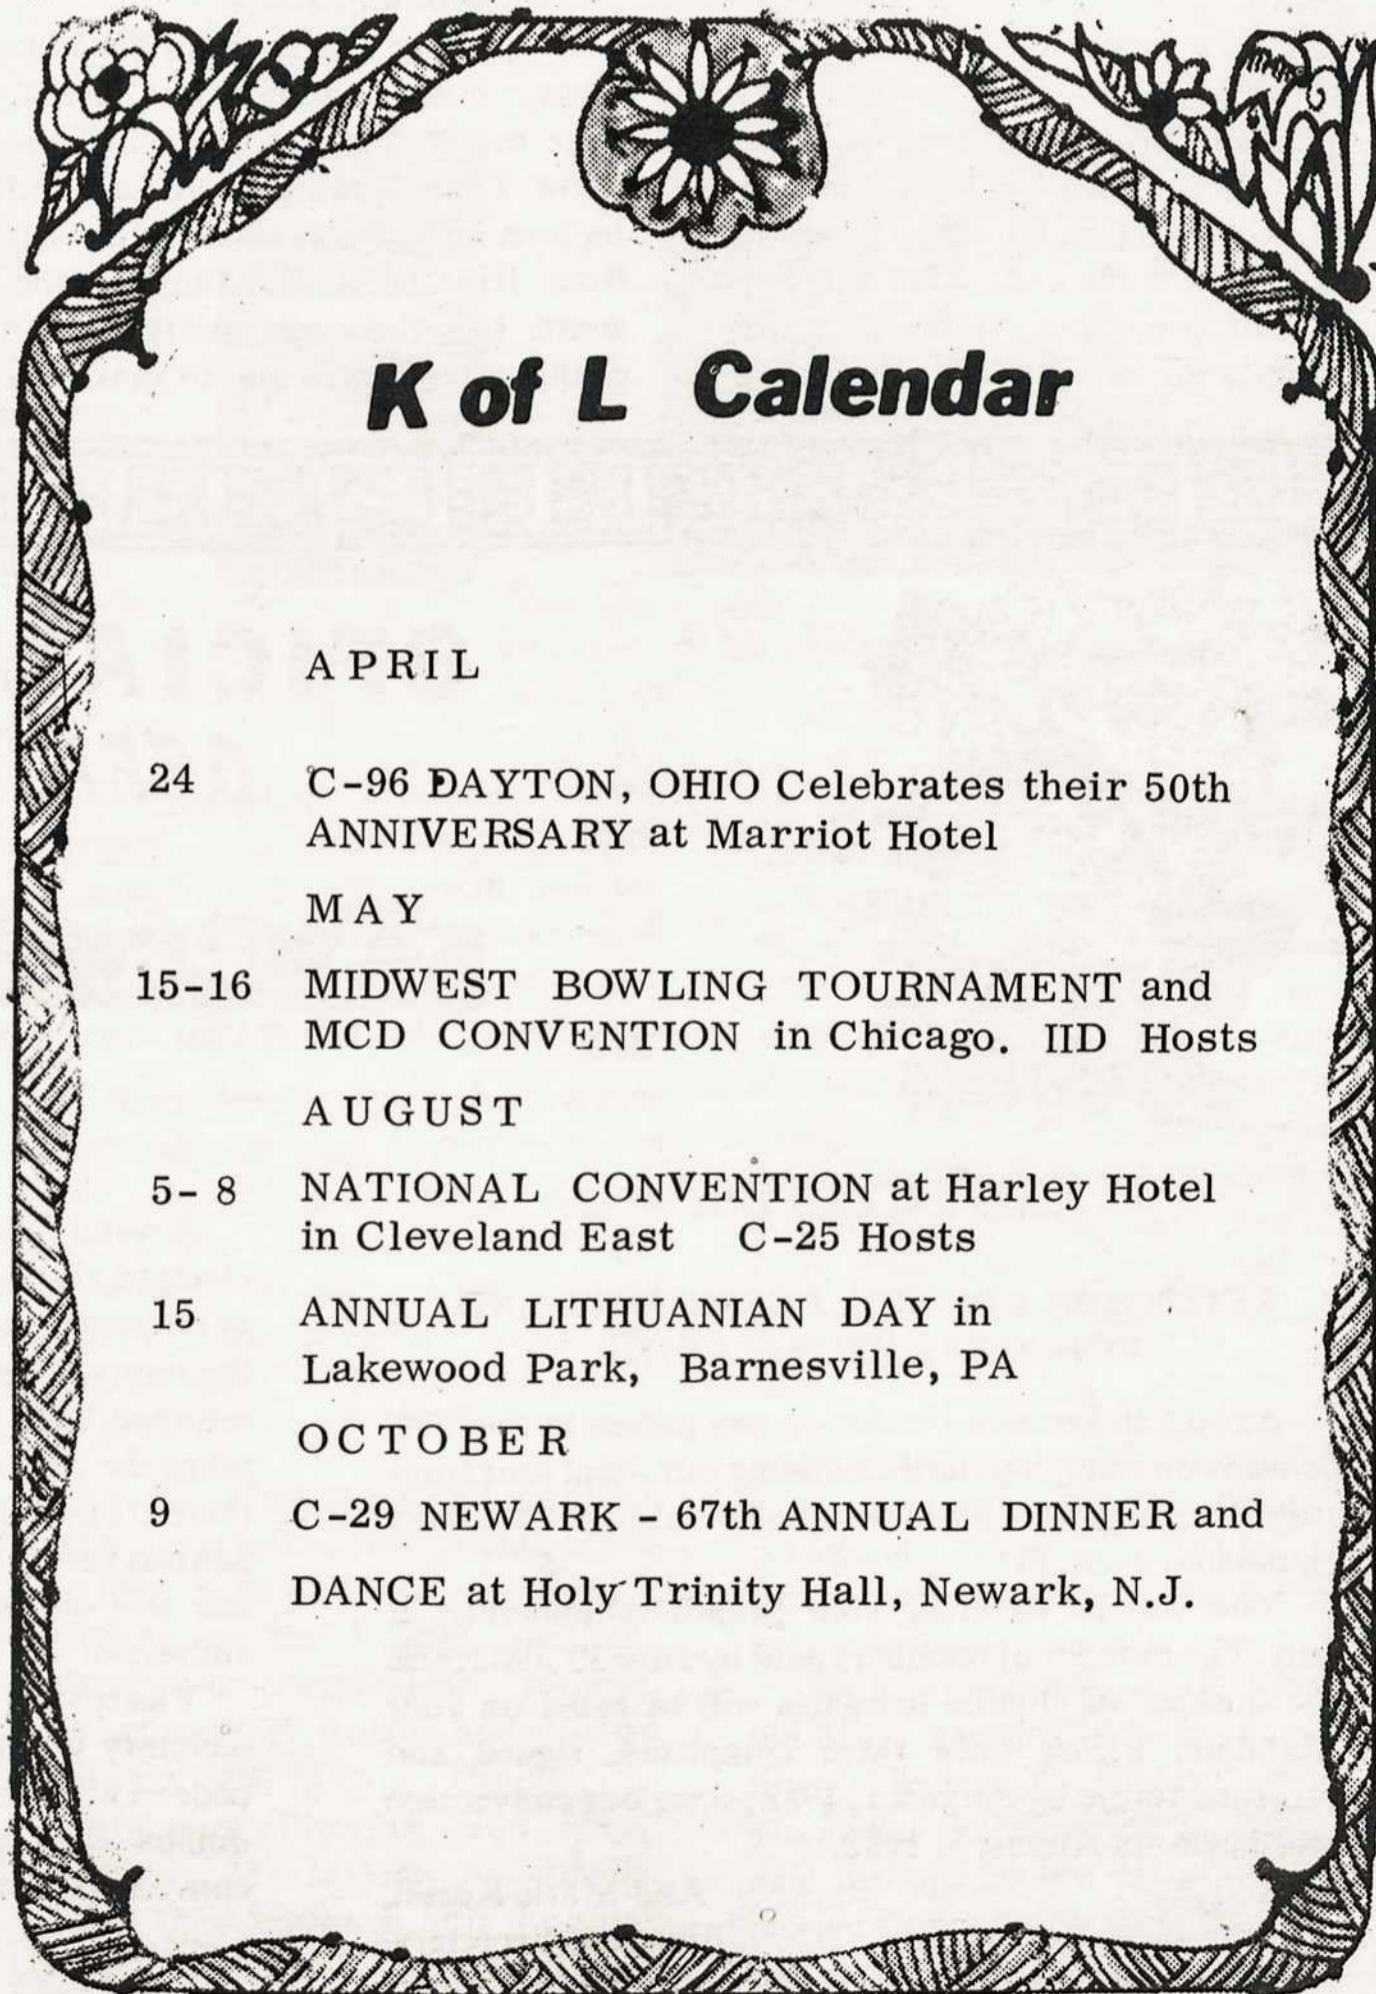 K of L Calendar
APRIL
24 C-96 DAYTON, OHIO Celebrates their 50th
ANNIVERSARY at Marriot Hotel
MAY
15-16 MIDWEST BOWLING TOURNAMENT and
MCD CONVENTION in Chicago. IID Hosts
AUGUST
5- 8 NATIONAL CONVENTION at Harley Hotel
in Cleveland East C-25 Hosts
15 ANNUAL LITHUANIAN DAY in
Lakewood Park, Barnesville, PA
OCTOBER
9 C-29 NEWARK - 67th ANNUAL DINNER and
DANCE at Holy Trinity Hall, Newark, N.J.